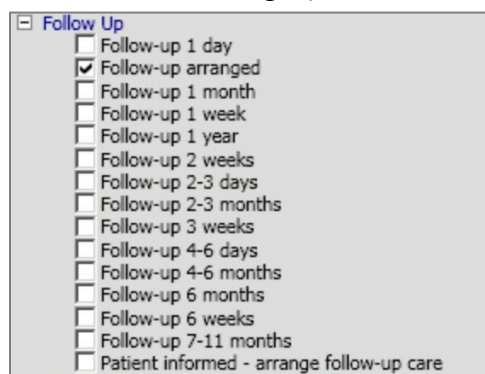 Follow Up
Follow-up 1 day
Follow-up arranged
Follow-up 1 month
Follow-up 1 week
Follow-up 1 year
Follow-up 2 weeks
Follow-up 2-3 days
Follow-up 2-3 months
Follow-up 3 weeks
Follow-up 4-6 days
Follow-up 4-6 months
Follow-up 6 months
Follow-up 6 weeks
Follow-up 7-11 months
Patient informed - arrange follow-up care